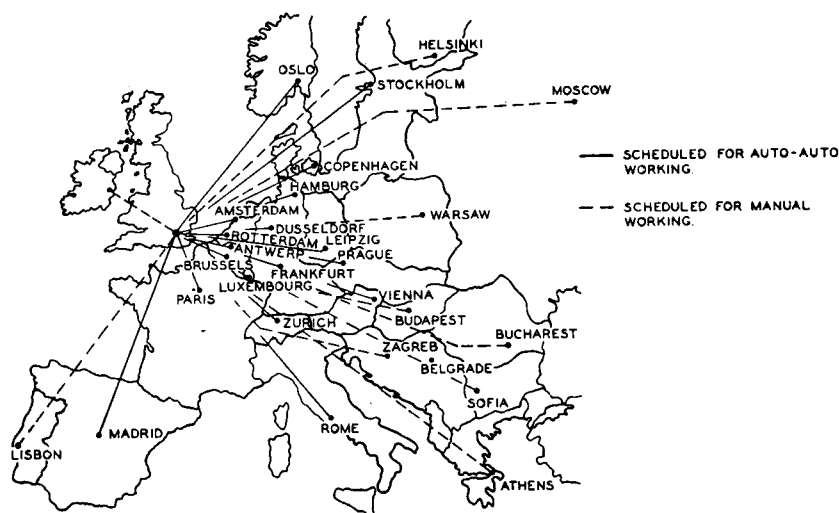 HELSINKI
OSLO
STOCKHOLM
MOSCOW
COPENHAGEN
HAMBURG
SCHEDULED FOR AUTO-AUTO
WORKING.
AMSTERDAM
WARSAW
SCHEDULED FOR MANUAL
WORKING.
DUSSELDORF
ROTTERDAM
LEIPZIG
ANTWERP
PRAGUE
BRUSSELS
FRANKFURT
LUXEMBOURG
PARIS
VIENNA
BUDAPEST
ZURICH
BUCHAREST
ZAGREB
BELGRADE
SOFIA
ROME
MADRID
LISBON
ATHENS